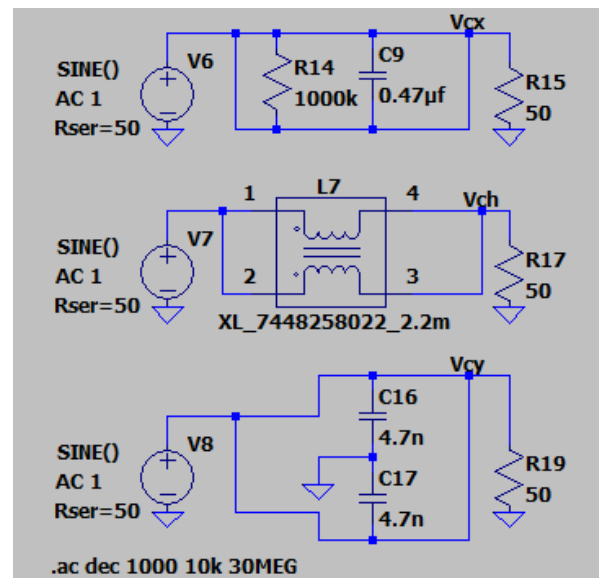 Vcx
SINE()
AC 1
Rser=50
V6
R14
1000k
C9
0.47µf
R15
50
L7
1
4
2
3
Vch
SINE()
AC 1
Rser=50
V7
XL_7448258022_2.2m
R17
50
Vcy
SINE()
AC 1
Rser=50
V8
C16
4.7n
C17
4.7n
R19
50
.ac dec 1000 10k 30MEG